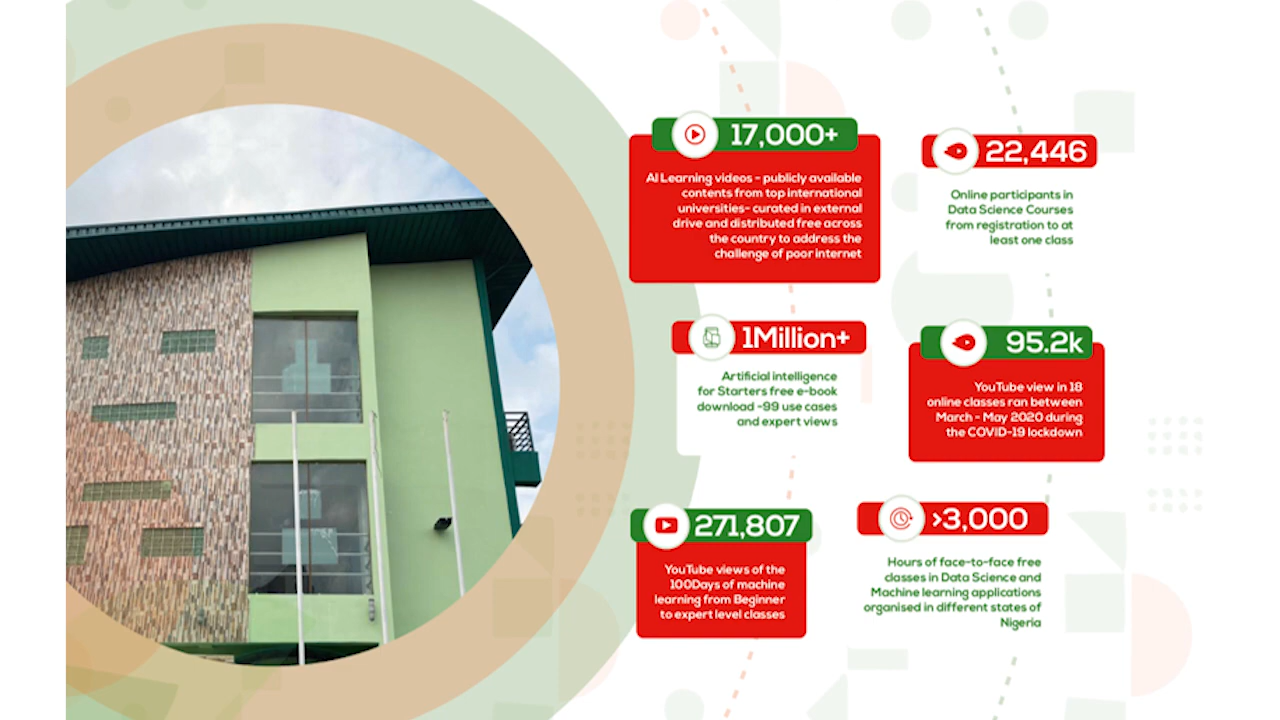 17,000+
AI Learning videos - publicly available
contents from top international
universities- curated in external
drive and distributed free across
the country to address the
challenge of poor internet
22,446
Online participants in
Data Science Courses
from registration to at
least one class
1Million+
Artificial intelligence
for Starters free e-book
download -99 use cases
and expert views
95.2k
YouTube view in 18
online classes ran between
March - May 2020 during
the COVID-19 lockdown
271,807
YouTube views of the
100Days of machine
learning from Beginner
to expert level classes
>3,000
Hours of face-to-face free
classes in Data Science and
Machine learning applications
organised in different states of
Nigeria